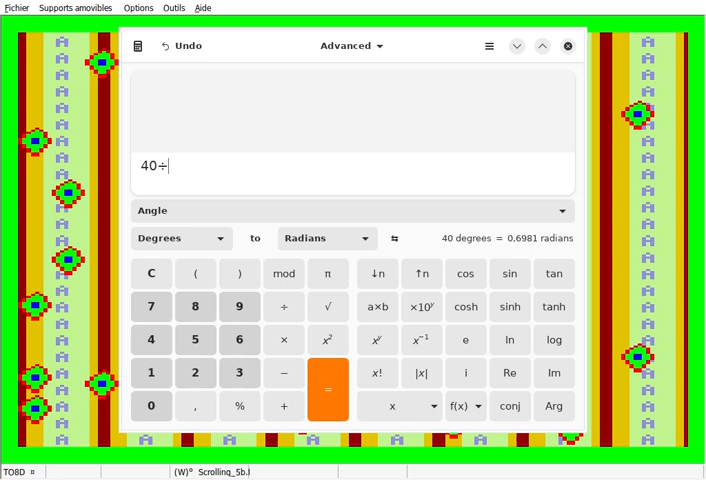 Fichier Supports amovibles Options Outils Aide
Undo Advanced
40÷
Angle
Degrees to Radians ⇆ 40 degrees = 0,6981 radians
C ( ) mod π ↓n ↑n cos sin tan
7 8 9 ÷ √ a×b ×10ʸ cosh sinh tanh
4 5 6 × x² xʸ x⁻¹ e ln log
1 2 3 − = x! |x| i Re Im
0 , % + x f(x) conj Arg
TO8D ¤ (W)° Scrolling_5b.l